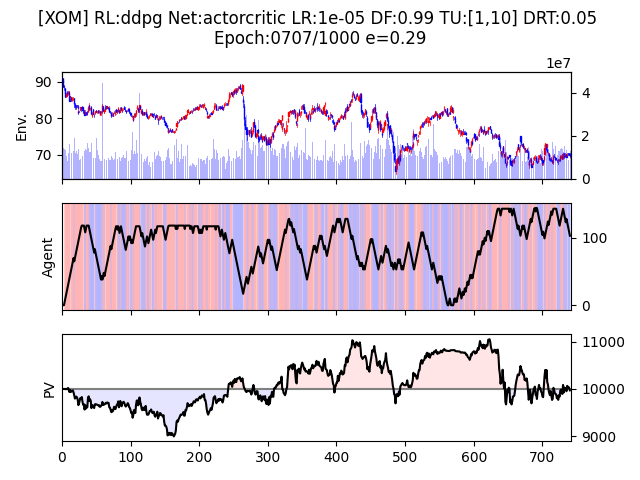 [XOM] RL:ddpg Net:actorcritic LR:1e-05 DF:0.99 TU:[1,10] DRT:0.05
Epoch:0707/1000 e=0.29
1e7
90
80
70
Env.
4
2
0
Agent
100
0
PV
11000
10000
9000
0 100 200 300 400 500 600 700